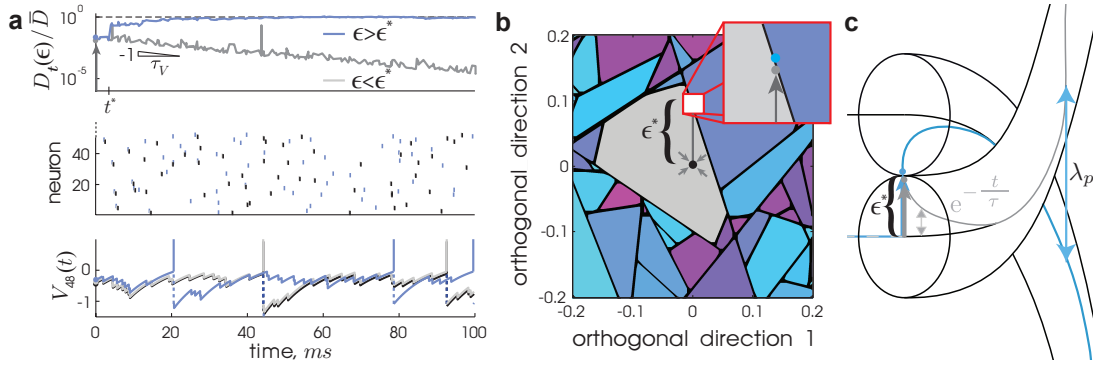 a
D_t(ϵ)/D̅
10^0
10^-5
-1
τ_V
ϵ>ϵ*
ϵ<ϵ*
t*
neuron
40
20
V_48(t)
0
-1
0 20 40 60 80 100
time, ms
b
orthogonal direction 2
0.2
0.1
0
-0.1
-0.2
ϵ*
-0.2 -0.1 0 0.1 0.2
orthogonal direction 1
c
ϵ*
e^{-t/τ}
λ_p